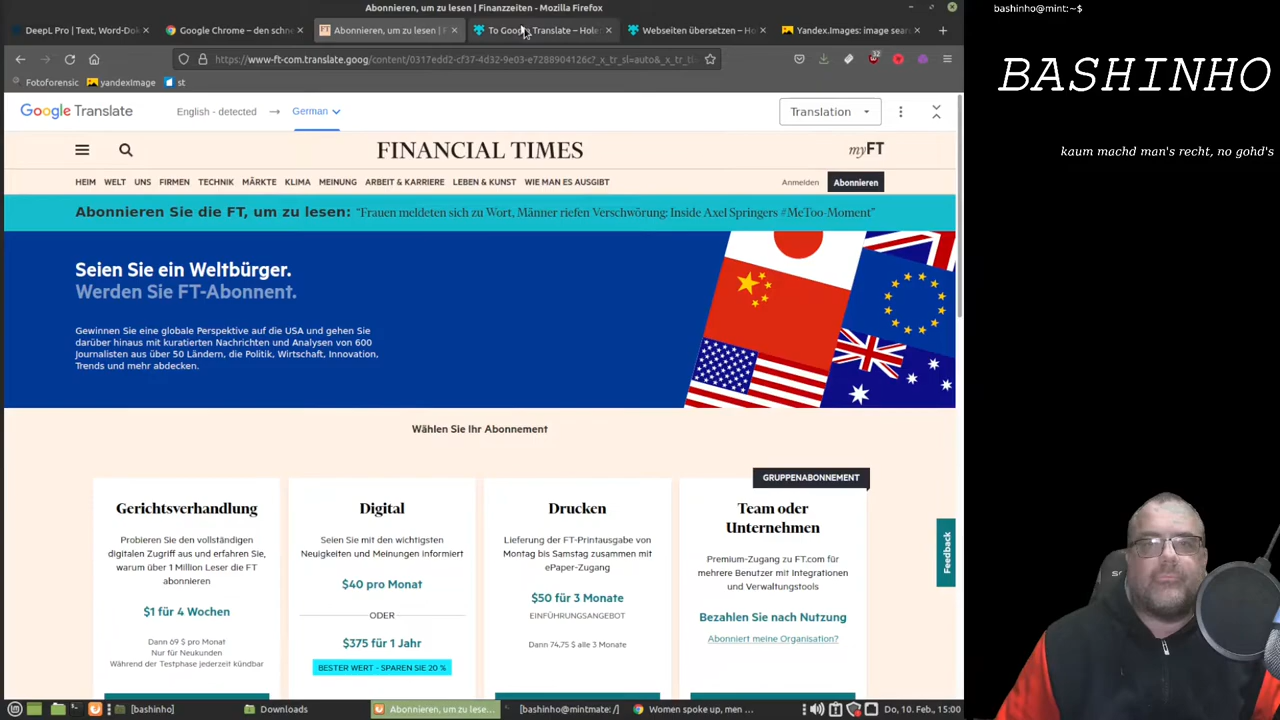 Abonnieren, um zu lesen | Finanzzeiten - Mozilla Firefox
DeepL Pro | Text, Word-Dok
Google Chrome – den schne
Abonnieren, um zu lesen | F
To Google Translate – Holen
Webseiten übersetzen – Ho
Yandex.Images: image sear
https://www-ft-com.translate.goog/content/0317edd2-cf37-4d32-9e03-e7288904126c?_x_tr_sl=auto&_x_tr_tl
32
Fotoforensic
yandexImage
st
Google Translate
English - detected
German
Translation
FINANCIAL TIMES
myFT
HEIM WELT UNS FIRMEN TECHNIK MÄRKTE KLIMA MEINUNG ARBEIT & KARRIERE LEBEN & KUNST WIE MAN ES AUSGIBT
Anmelden
Abonnieren
Abonnieren Sie die FT, um zu lesen: "Frauen meldeten sich zu Wort, Männer riefen Verschwörung: Inside Axel Springers #MeToo-Moment"
Seien Sie ein Weltbürger.
Werden Sie FT-Abonnent.
Gewinnen Sie eine globale Perspektive auf die USA und gehen Sie
darüber hinaus mit kuratierten Nachrichten und Analysen von 600
Journalisten aus über 50 Ländern, die Politik, Wirtschaft, Innovation,
Trends und mehr abdecken.
Wählen Sie Ihr Abonnement
Gerichtsverhandlung
Probieren Sie den vollständigen
digitalen Zugriff aus und erfahren Sie,
warum über 1 Million Leser die FT
abonnieren
$1 für 4 Wochen
Dann 69 $ pro Monat
Nur für Neukunden
Während der Testphase jederzeit kündbar
Digital
Seien Sie mit den wichtigsten
Neuigkeiten und Meinungen informiert
$40 pro Monat
ODER
$375 für 1 Jahr
BESTER WERT - SPAREN SIE 20 %
Drucken
Lieferung der FT-Printausgabe von
Montag bis Samstag zusammen mit
ePaper-Zugang
$50 für 3 Monate
EINFÜHRUNGSANGEBOT
Dann 74,75 $ alle 3 Monate
GRUPPENABONNEMENT
Team oder
Unternehmen
Premium-Zugang zu FT.com für
mehrere Benutzer mit Integrationen
und Verwaltungstools
Bezahlen Sie nach Nutzung
Abonniert meine Organisation?
Feedback
[bashinho]
Downloads
Abonnieren, um zu lese...
[bashinho@mintmate: /]
Women spoke up, men ...
Do, 10. Feb., 15:00
bashinho@mint:~$
BASHINHO
kaum machd man's recht, no gohd's